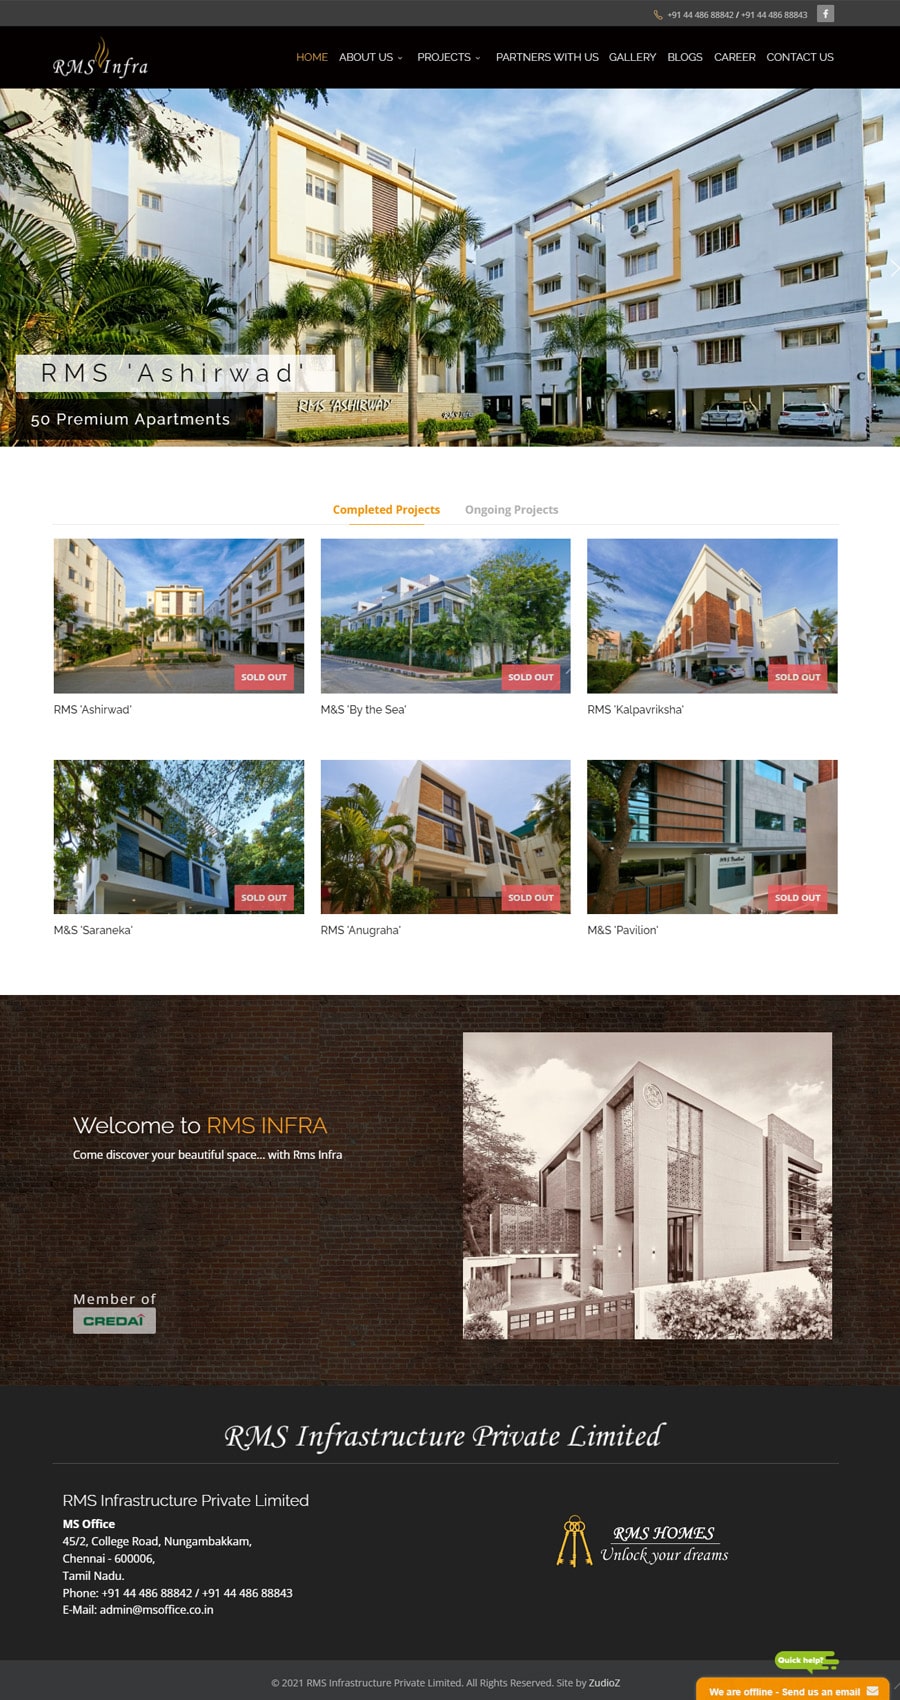 +91 44 486 88842 / +91 44 486 88843
RMS Infra
HOME ABOUT US PROJECTS PARTNERS WITH US GALLERY BLOGS CAREER CONTACT US
RMS 'Ashirwad'
RMS 'ASHIRWAD'
50 Premium Apartments
Completed Projects Ongoing Projects
SOLD OUT SOLD OUT SOLD OUT
RMS 'Ashirwad' M&S 'By the Sea' RMS 'Kalpavriksha'
M&S 'Pavilion'
SOLD OUT SOLD OUT SOLD OUT
M&S 'Saraneka' RMS 'Anugraha' M&S 'Pavilion'
Welcome to RMS INFRA
Come discover your beautiful space... with Rms Infra
Member of
CREDAI
RMS Infrastructure Private Limited
RMS Infrastructure Private Limited
MS Office
45/2, College Road, Nungambakkam,
Chennai - 600006,
Tamil Nadu.
Phone: +91 44 486 88842 / +91 44 486 88843
E-Mail: admin@msoffice.co.in
RMS HOMES
Unlock your dreams
© 2021 RMS Infrastructure Private Limited. All Rights Reserved. Site by ZudioZ
Quick help?
We are offline - Send us an email